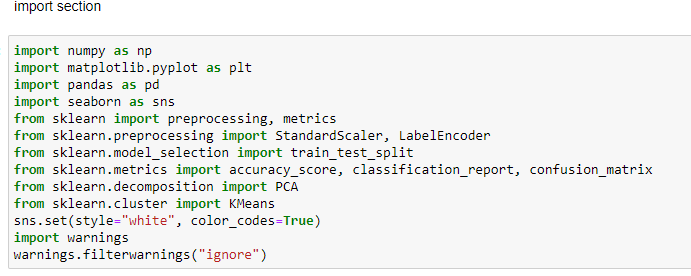 import section
import numpy as np
import matplotlib.pyplot as plt
import pandas as pd
import seaborn as sns
from sklearn import preprocessing, metrics
from sklearn.preprocessing import StandardScaler, LabelEncoder
from sklearn.model_selection import train_test_split
from sklearn.metrics import accuracy_score, classification_report, confusion_matrix
from sklearn.decomposition import PCA
from sklearn.cluster import KMeans
sns.set(style="white", color_codes=True)
import warnings
warnings.filterwarnings("ignore")